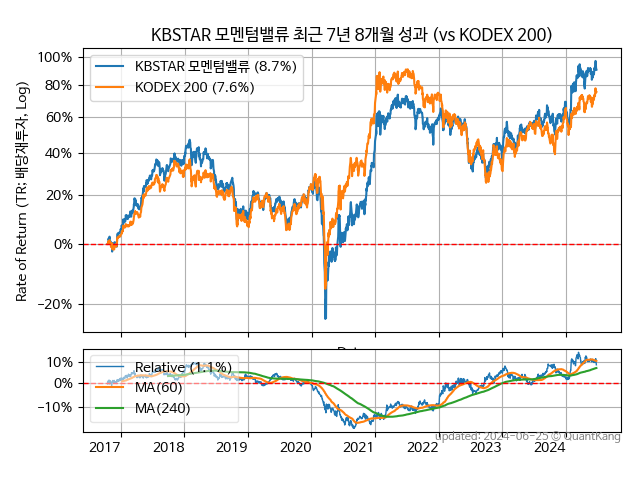 KBSTAR 모멘텀밸류 최근 7년 8개월 성과 (vs KODEX 200)
Rate of Return (TR; 배당재투자, Log)
100%
80%
60%
40%
20%
0%
−20%
KBSTAR 모멘텀밸류 (8.7%)
KODEX 200 (7.6%)
10%
0%
−10%
Relative (1.1%)
MA(60)
MA(240)
Updated: 2024-06-25 © QuantKang
2017
2018
2019
2020
2021
2022
2023
2024